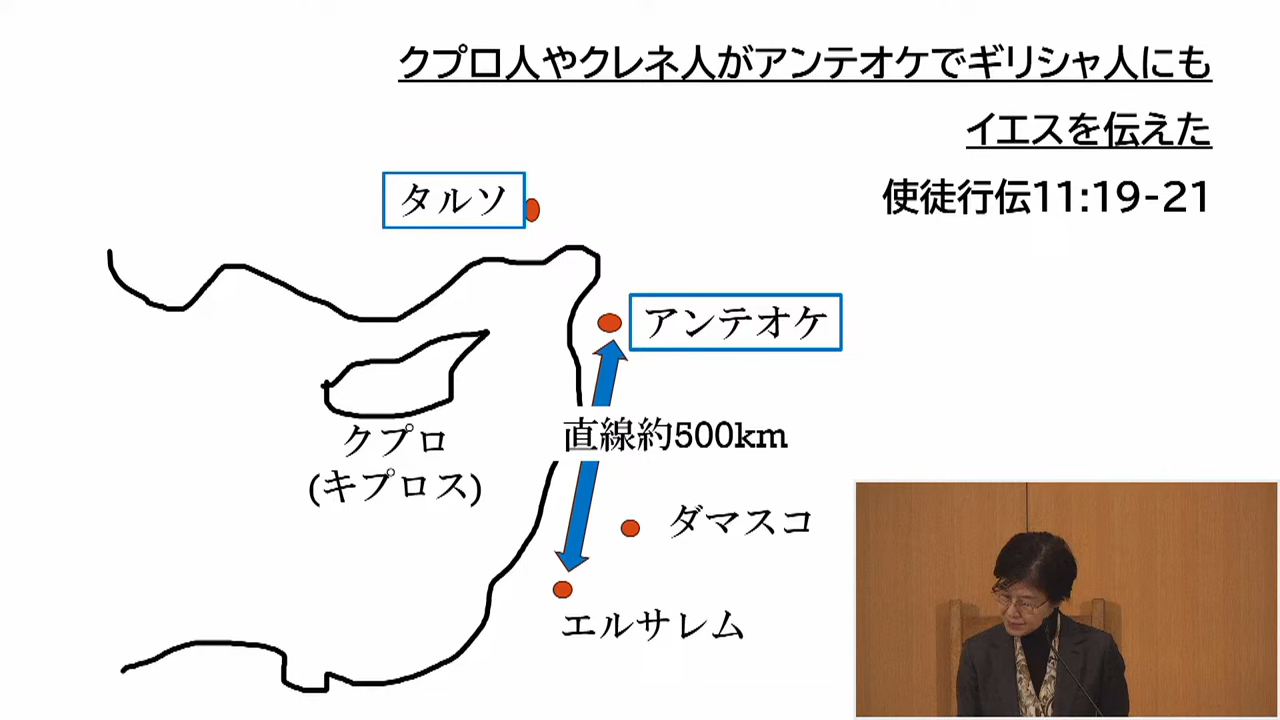 クプロ人やクレネ人がアンテオケでギリシャ人にも
イエスを伝えた
使徒行伝11:19-21
タルソ
アンテオケ
クプロ
(キプロス)
直線約500km
ダマスコ
エルサレム